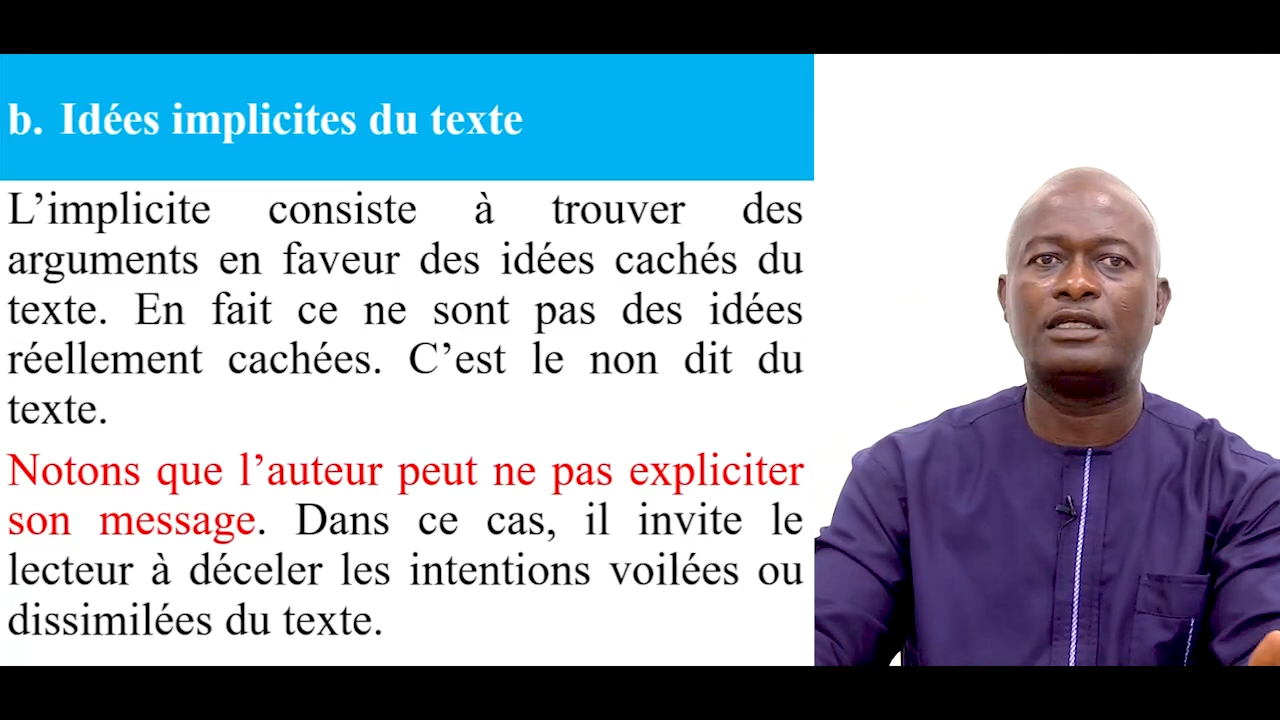 b. Idées implicites du texte
L’implicite consiste à trouver des
arguments en faveur des idées cachés du
texte. En fait ce ne sont pas des idées
réellement cachées. C’est le non dit du
texte.
Notons que l’auteur peut ne pas expliciter
son message. Dans ce cas, il invite le
lecteur à déceler les intentions voilées ou
dissimilées du texte.